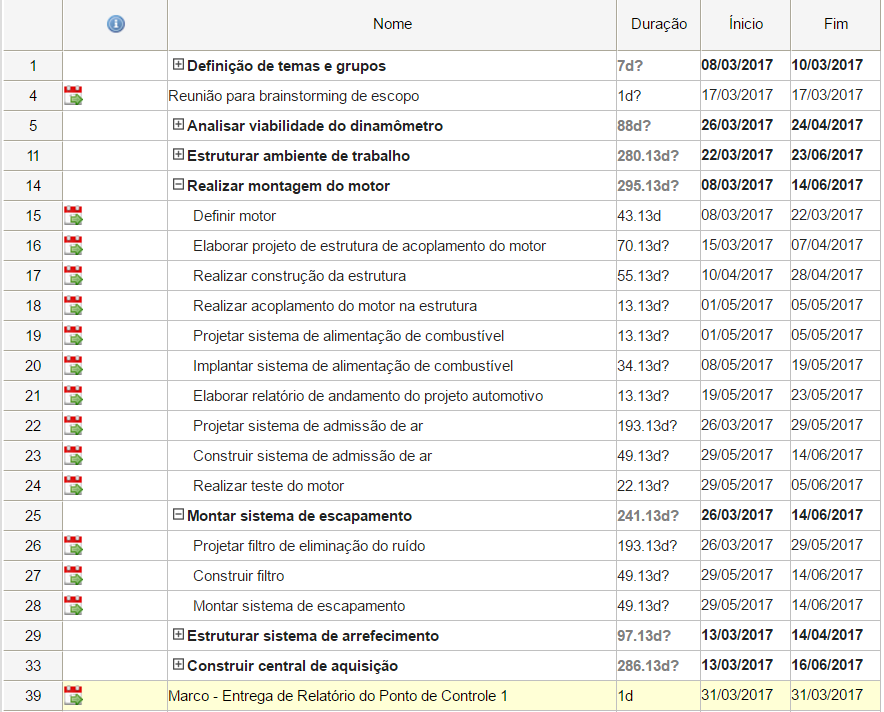 Nome Duração Ínicio Fim
1 Definição de temas e grupos 7d? 08/03/2017 10/03/2017
4 Reunião para brainstorming de escopo 1d? 17/03/2017 17/03/2017
5 Analisar viabilidade do dinamômetro 88d? 26/03/2017 24/04/2017
11 Estruturar ambiente de trabalho 280.13d? 22/03/2017 23/06/2017
14 Realizar montagem do motor 295.13d? 08/03/2017 14/06/2017
15 Definir motor 43.13d 08/03/2017 22/03/2017
16 Elaborar projeto de estrutura de acoplamento do motor 70.13d? 15/03/2017 07/04/2017
17 Realizar construção da estrutura 55.13d? 10/04/2017 28/04/2017
18 Realizar acoplamento do motor na estrutura 13.13d? 01/05/2017 05/05/2017
19 Projetar sistema de alimentação de combustível 13.13d? 01/05/2017 05/05/2017
20 Implantar sistema de alimentação de combustível 34.13d? 08/05/2017 19/05/2017
21 Elaborar relatório de andamento do projeto automotivo 13.13d? 19/05/2017 23/05/2017
22 Projetar sistema de admissão de ar 193.13d? 26/03/2017 29/05/2017
23 Construir sistema de admissão de ar 49.13d? 29/05/2017 14/06/2017
24 Realizar teste do motor 22.13d? 29/05/2017 05/06/2017
25 Montar sistema de escapamento 241.13d? 26/03/2017 14/06/2017
26 Projetar filtro de eliminação do ruído 193.13d? 26/03/2017 29/05/2017
27 Construir filtro 49.13d? 29/05/2017 14/06/2017
28 Montar sistema de escapamento 49.13d? 29/05/2017 14/06/2017
29 Estruturar sistema de arrefecimento 97.13d? 13/03/2017 14/04/2017
33 Construir central de aquisição 286.13d? 13/03/2017 16/06/2017
39 Marco - Entrega de Relatório do Ponto de Controle 1 1d 31/03/2017 31/03/2017